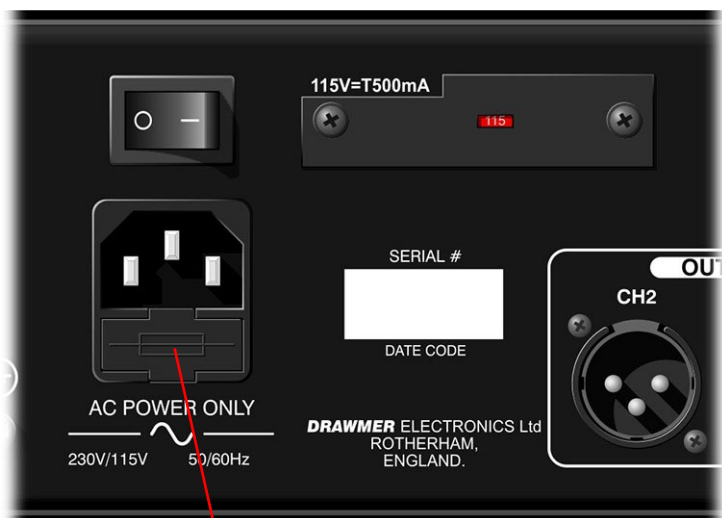 115V=T500mA
O —
115
SERIAL #
OUT
CH2
DATE CODE
AC POWER ONLY
DRAWMER ELECTRONICS Ltd
ROTHERHAM,
ENGLAND.
230V/115V 50/60Hz